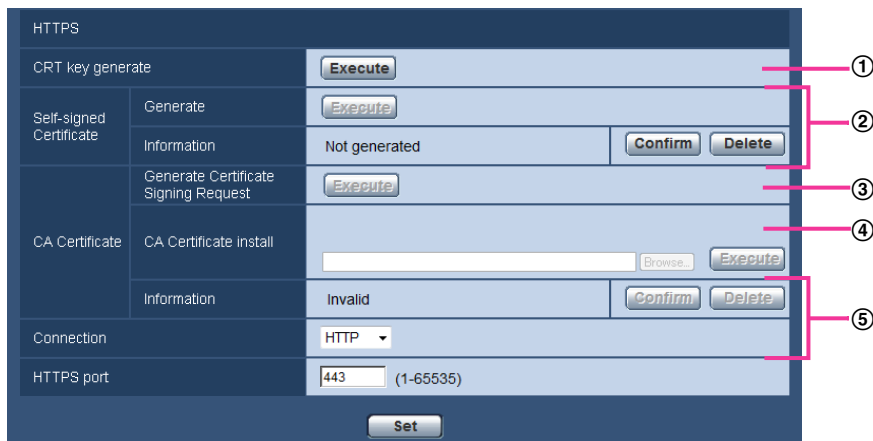 HTTPS
CRT key generate
Execute
①
Self-signed
Certificate
Generate
Execute
②
Information
Not generated
Confirm
Delete
CA Certificate
Generate Certificate
Signing Request
Execute
③
CA Certificate install
Browse...
Execute
④
Information
Invalid
Confirm
Delete
⑤
Connection
HTTP
HTTPS port
443
(1-65535)
Set